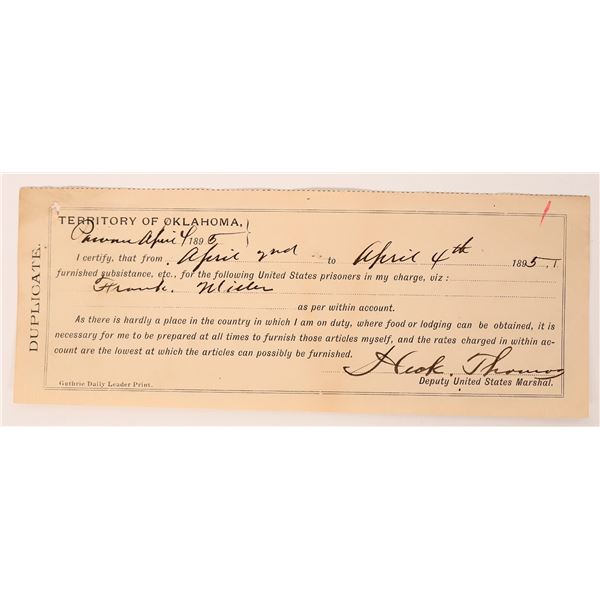 DUPLICATE.
TERRITORY OF OKLAHOMA,
Pawnee April 4 1895
I certify, that from April 2nd to April 4th 1895, I
furnished subsistance, etc., for the following United States prisoners in my charge, viz:
Frank. Miller
as per within account.
As there is hardly a place in the country in which I am on duty, where food or lodging can be obtained, it is
necessary for me to be prepared at all times to furnish those articles myself, and the rates charged in within ac-
count are the lowest at which the articles can possibly be furnished.
Heck. Thomas
Deputy United States Marshal.
Guthrie Daily Leader Print.